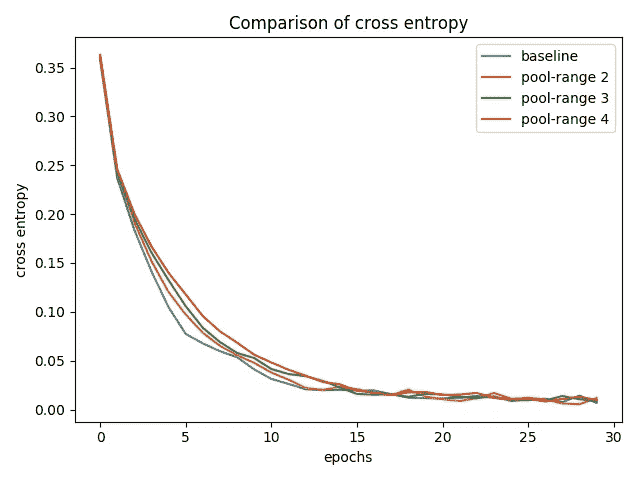 Comparison of cross entropy
baseline
pool-range 2
pool-range 3
pool-range 4
cross entropy
0.35
0.30
0.25
0.20
0.15
0.10
0.05
0.00
0 5 10 15 20 25 30
epochs